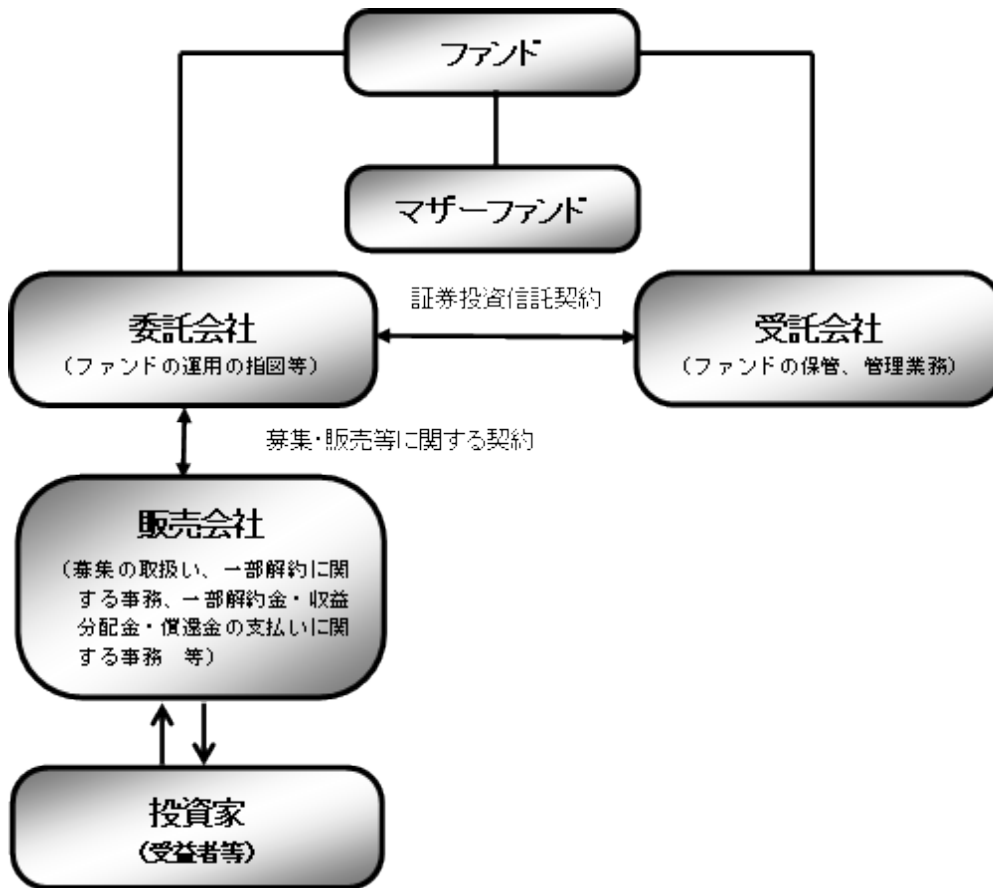 ファンド
マザーファンド
証券投資信託契約
委託会社
（ファンドの運用の指図等）
受託会社
（ファンドの保管、管理業務）
募集・販売等に関する契約
販売会社
（募集の取扱い、一部解約に関
する事務、一部解約金・収益
分配金・償還金の支払いに関
する事務　等）
投資家
（受益者等）